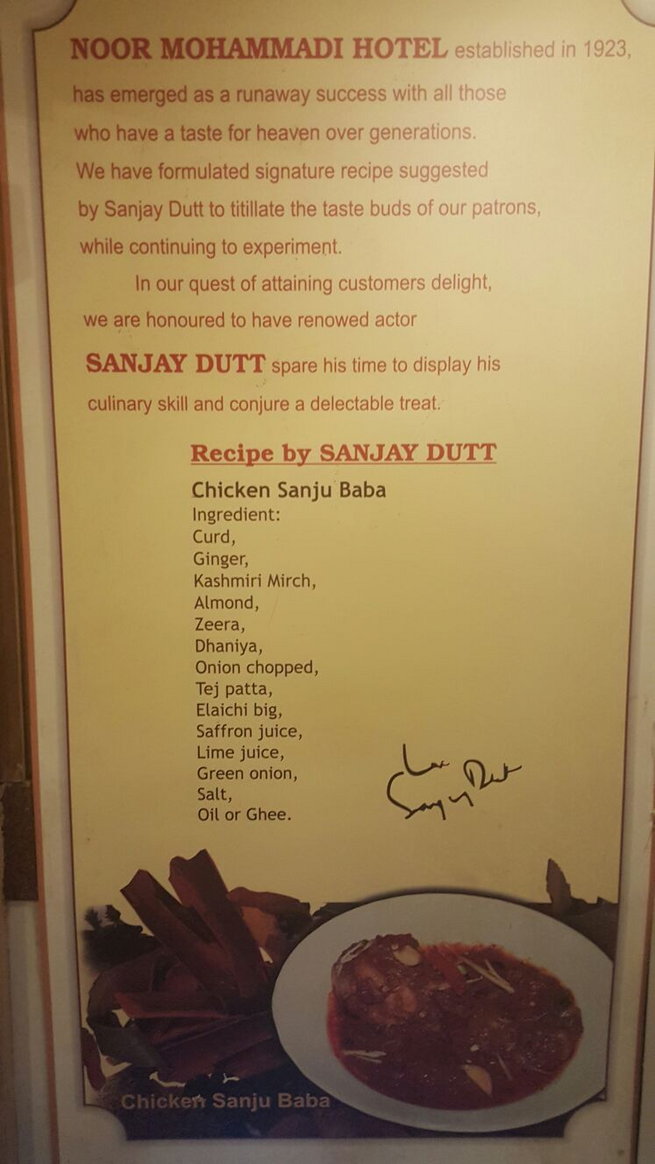 NOOR MOHAMMADI HOTEL established in 1923,
has emerged as a runaway success with all those
who have a taste for heaven over generations.
We have formulated signature recipe suggested
by Sanjay Dutt to titillate the taste buds of our patrons,
while continuing to experiment.
In our quest of attaining customers delight,
we are honoured to have renowed actor
SANJAY DUTT spare his time to display his
culinary skill and conjure a delectable treat.
Recipe by SANJAY DUTT
Chicken Sanju Baba
Ingredient:
Curd,
Ginger,
Kashmiri Mirch,
Almond,
Zeera,
Dhaniya,
Onion chopped,
Tej patta,
Elaichi big,
Saffron juice,
Lime juice,
Green onion,
Salt,
Oil or Ghee.
Sanjay Dutt
Chicken Sanju Baba